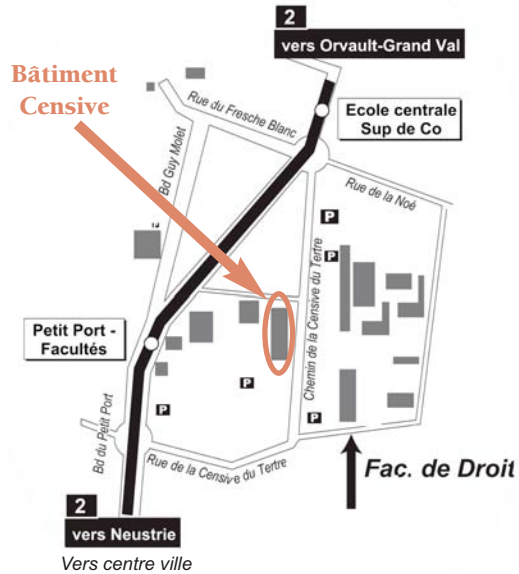 2
vers Orvault-Grand Val
Bâtiment
Censive
Rue du Fresche Blanc
Ecole centrale
Sup de Co
Bd Guy Molet
Rue de la Noé
P
P
Chemin de la Censive du Tertre
Petit Port -
Facultés
P
P
P
Bd du Petit Port
Rue de la Censive du Tertre
Fac. de Droit
2
vers Neustrie
Vers centre ville